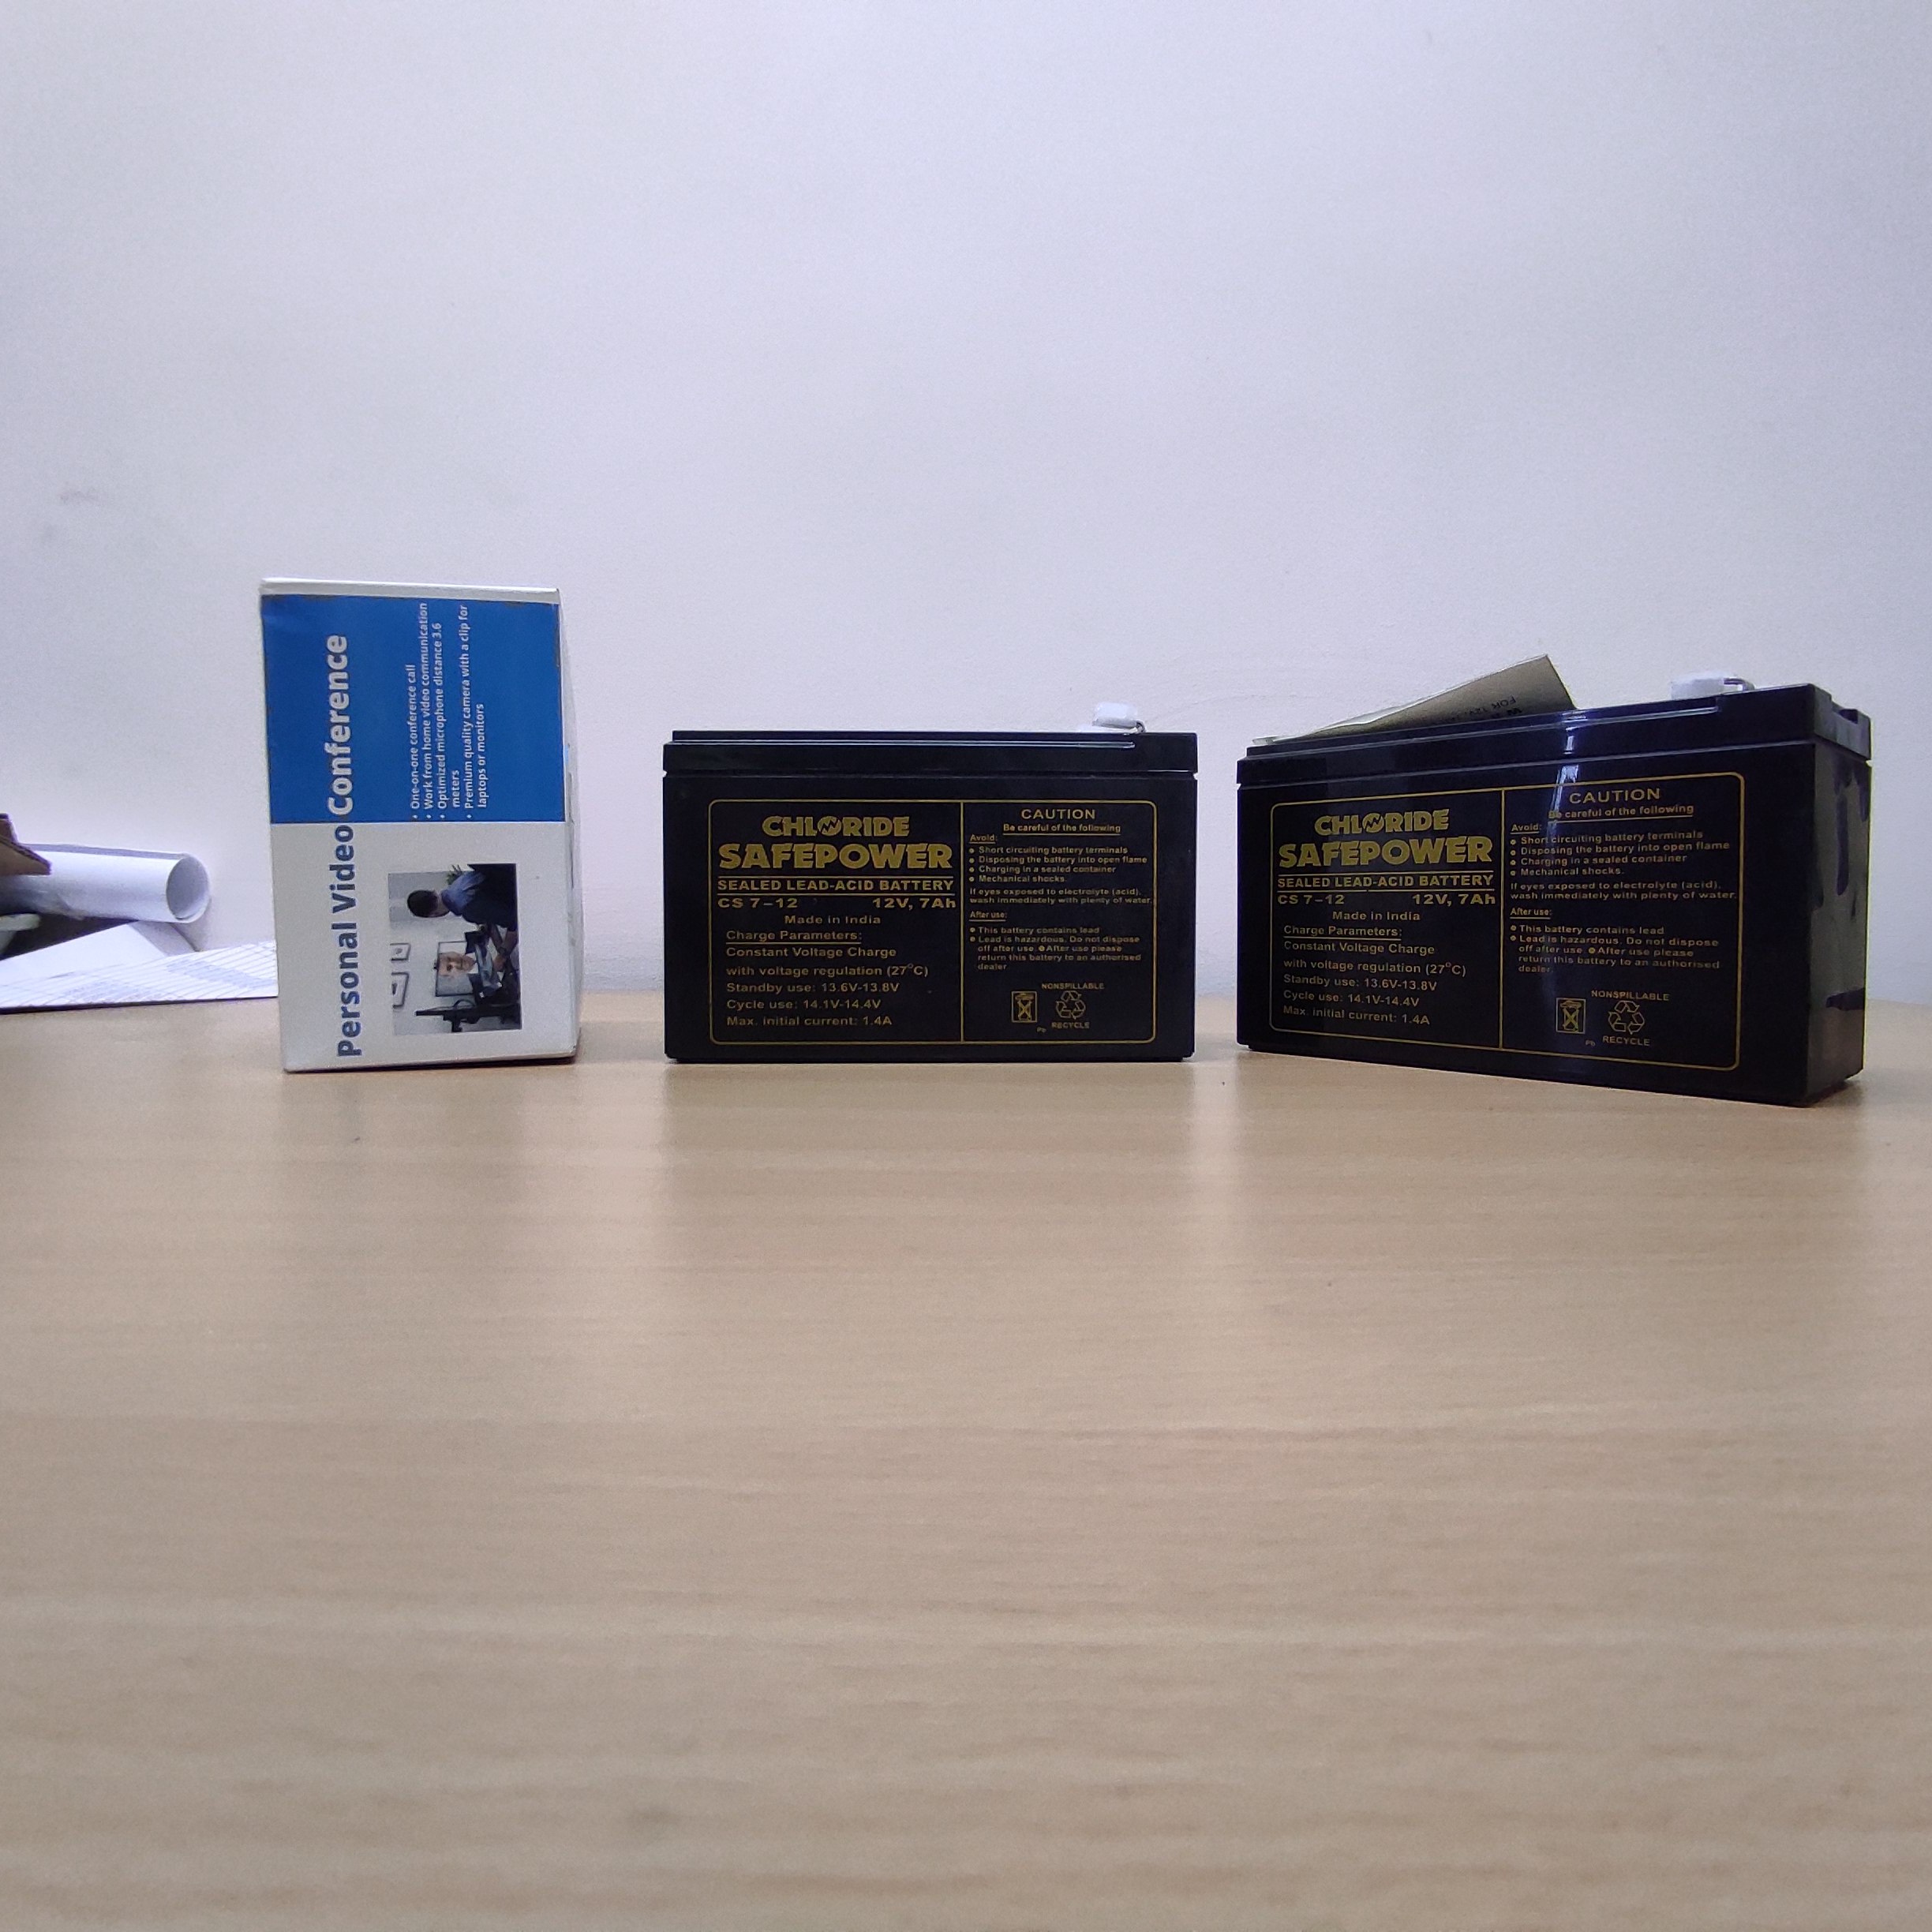 Personal Video Conference
• One-on-one conference call
• Work from home video communication
• Optimized microphone distance 3.6
meters
• Premium quality camera with a clip for
laptops or monitors
CHLORIDE
SAFEPOWER
SEALED LEAD-ACID BATTERY
CS 7-12 12V, 7Ah
Made in India
Charge Parameters:
Constant Voltage Charge
with voltage regulation (27°C)
Standby use: 13.6V-13.8V
Cycle use: 14.1V-14.4V
Max. initial current: 1.4A
CAUTION
Be careful of the following
Avoid:
• Short circuiting battery terminals
• Disposing the battery into open flame
• Charging in a sealed container
• Mechanical shocks.
If eyes exposed to electrolyte (acid),
wash immediately with plenty of water.
After use:
• This battery contains lead
• Lead is hazardous. Do not dispose
off after use. • After use please
return this battery to an authorised
dealer
NONSPILLABLE
Pb RECYCLE
FOR 12V
CHLORIDE
SAFEPOWER
SEALED LEAD-ACID BATTERY
CS 7-12 12V, 7Ah
Made in India
Charge Parameters:
Constant Voltage Charge
with voltage regulation (27°C)
Standby use: 13.6V-13.8V
Cycle use: 14.1V-14.4V
Max. initial current: 1.4A
CAUTION
Be careful of the following
Avoid:
• Short circuiting battery terminals
• Disposing the battery into open flame
• Charging in a sealed container
• Mechanical shocks.
If eyes exposed to electrolyte (acid),
wash immediately with plenty of water.
After use:
• This battery contains lead
• Lead is hazardous. Do not dispose
off after use. • After use please
return this battery to an authorised
dealer
NONSPILLABLE
Pb RECYCLE